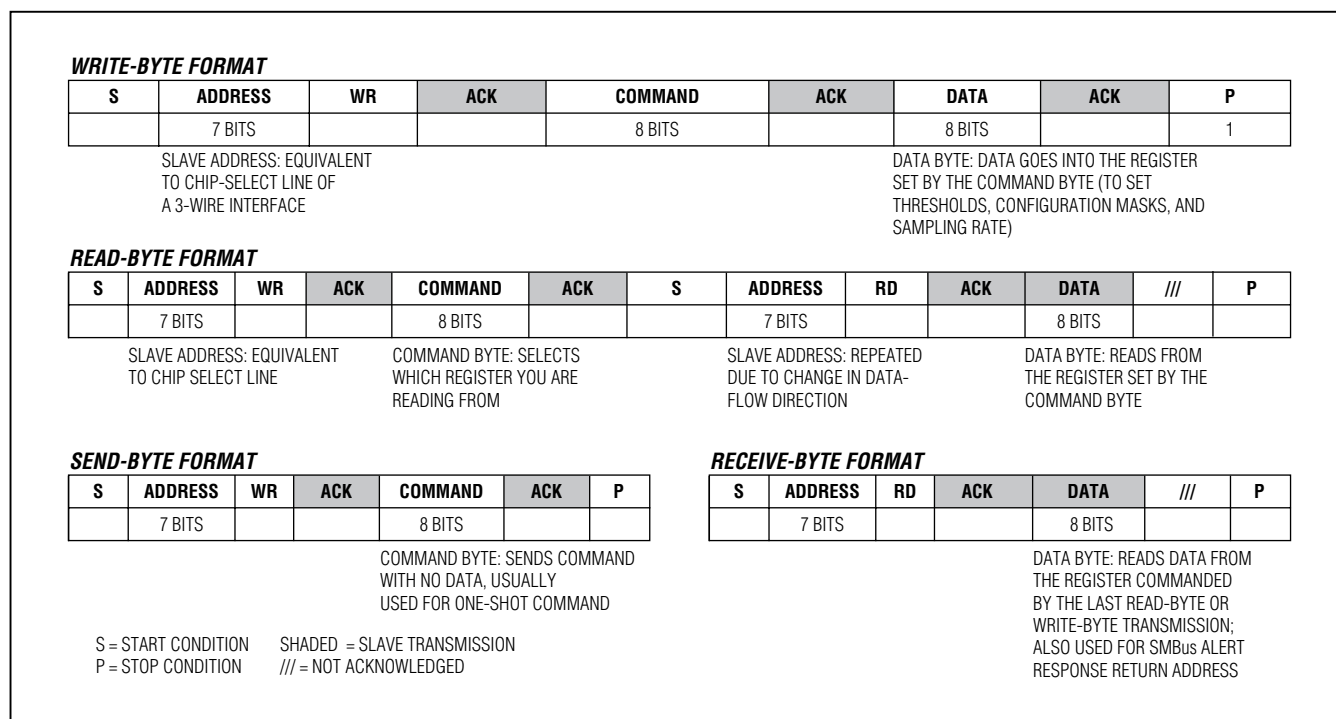 WRITE-BYTE FORMAT
S ADDRESS WR ACK COMMAND ACK DATA ACK P
7 BITS 8 BITS 8 BITS 1
SLAVE ADDRESS: EQUIVALENT
TO CHIP-SELECT LINE OF
A 3-WIRE INTERFACE
DATA BYTE: DATA GOES INTO THE REGISTER
SET BY THE COMMAND BYTE (TO SET
THRESHOLDS, CONFIGURATION MASKS, AND
SAMPLING RATE)
READ-BYTE FORMAT
S ADDRESS WR ACK COMMAND ACK S ADDRESS RD ACK DATA /// P
7 BITS 8 BITS 7 BITS 8 BITS
SLAVE ADDRESS: EQUIVALENT
TO CHIP SELECT LINE
COMMAND BYTE: SELECTS
WHICH REGISTER YOU ARE
READING FROM
SLAVE ADDRESS: REPEATED
DUE TO CHANGE IN DATA-
FLOW DIRECTION
DATA BYTE: READS FROM
THE REGISTER SET BY THE
COMMAND BYTE
SEND-BYTE FORMAT
S ADDRESS WR ACK COMMAND ACK P
7 BITS 8 BITS
COMMAND BYTE: SENDS COMMAND
WITH NO DATA, USUALLY
USED FOR ONE-SHOT COMMAND
RECEIVE-BYTE FORMAT
S ADDRESS RD ACK DATA /// P
7 BITS 8 BITS
DATA BYTE: READS DATA FROM
THE REGISTER COMMANDED
BY THE LAST READ-BYTE OR
WRITE-BYTE TRANSMISSION;
ALSO USED FOR SMBus ALERT
RESPONSE RETURN ADDRESS
S = START CONDITION SHADED = SLAVE TRANSMISSION
P = STOP CONDITION /// = NOT ACKNOWLEDGED